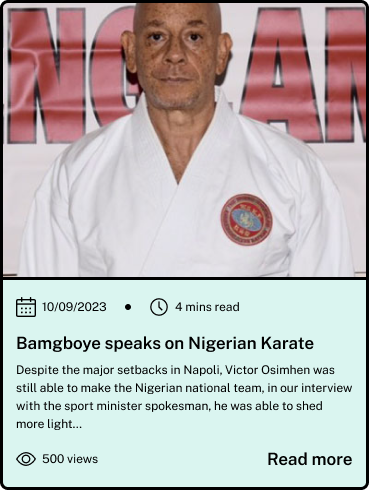 NG AM
10/09/2023 • 4 mins read
Bamgboye speaks on Nigerian Karate
Despite the major setbacks in Napoli, Victor Osimhen was
still able to make the Nigerian national team, in our interview
with the sport minister spokesman, he was able to shed
more light...
500 views Read more